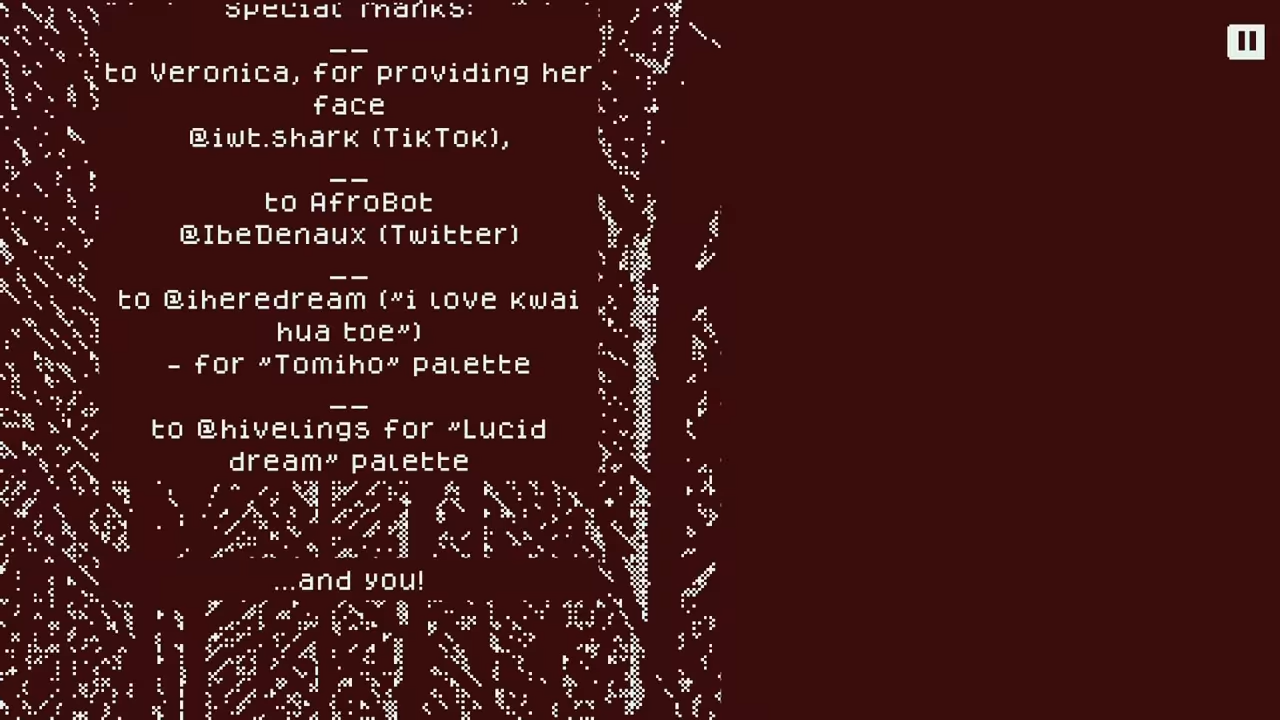 Special Thanks:
__
to Veronica, for providing her
face
@iwt.shark (TikTok),
__
to AfroBot
@IbeDenaux (Twitter)
__
to @iheredream ("i love kwai
hua toe")
- for "Tomiho" palette
__
to @hivelings for "Lucid
dream" palette
...and you!